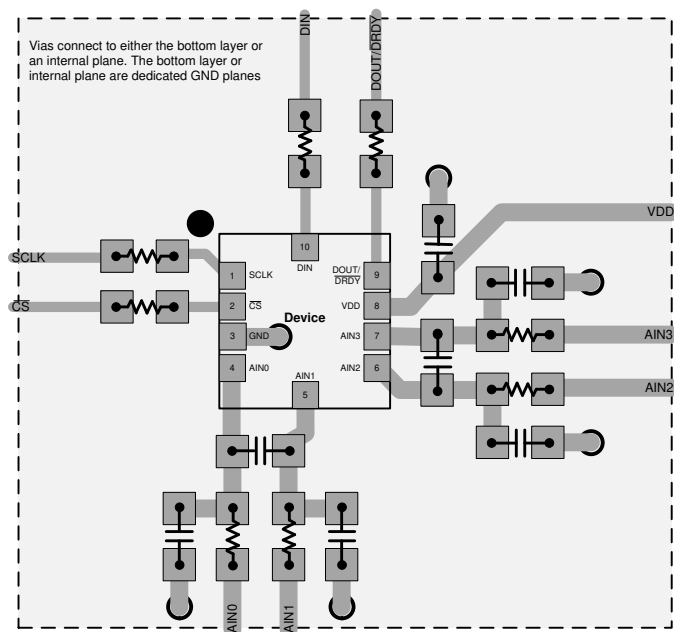 DIN
DOUT/DRDY
Vias connect to either the bottom layer or
an internal plane. The bottom layer or
internal plane are dedicated GND planes
VDD
10
DIN
SCLK
1
SCLK
DOUT/
DRDY
9
CS
2
CS
VDD
8
Device
3
GND
AIN3
7
AIN3
4
AIN0
AIN1
5
AIN2
6
AIN2
AIN0
AIN1